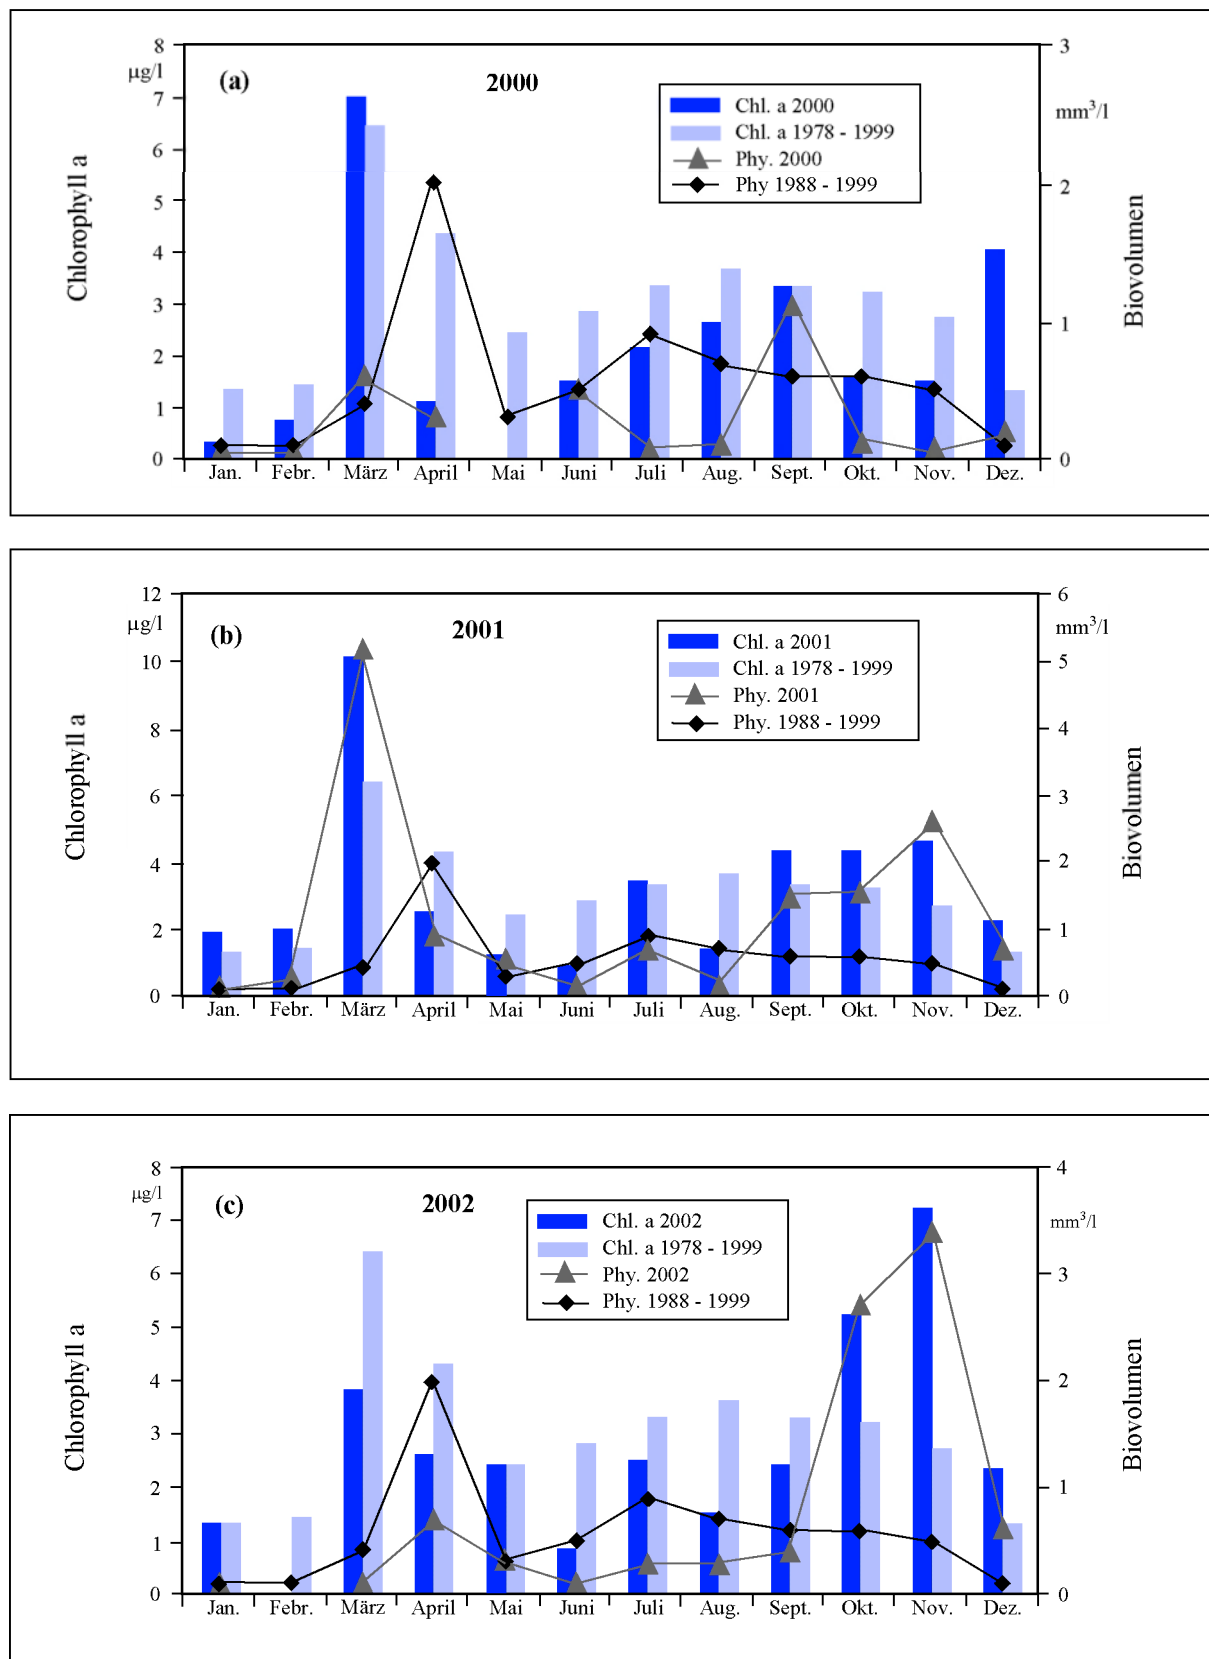 8
µg/l
7
6
5
4
3
2
1
0
Chlorophyll a
(a)
2000
Chl. a 2000
Chl. a 1978 - 1999
Phy. 2000
Phy 1988 - 1999
3
mm³/l
2
1
0
Biovolumen
Jan. Febr. März April Mai Juni Juli Aug. Sept. Okt. Nov. Dez.
12
µg/l
10
8
6
4
2
0
Chlorophyll a
(b)
2001
Chl. a 2001
Chl. a 1978 - 1999
Phy. 2001
Phy. 1988 - 1999
6
mm³/l
5
4
3
2
1
0
Biovolumen
Jan. Febr. März April Mai Juni Juli Aug. Sept. Okt. Nov. Dez.
8
µg/l
7
6
5
4
3
2
1
0
Chlorophyll a
(c)
2002
Chl. a 2002
Chl. a 1978 - 1999
Phy. 2002
Phy. 1988 - 1999
4
mm³/l
3
2
1
0
Biovolumen
Jan. Febr. März April Mai Juni Juli Aug. Sept. Okt. Nov. Dez.